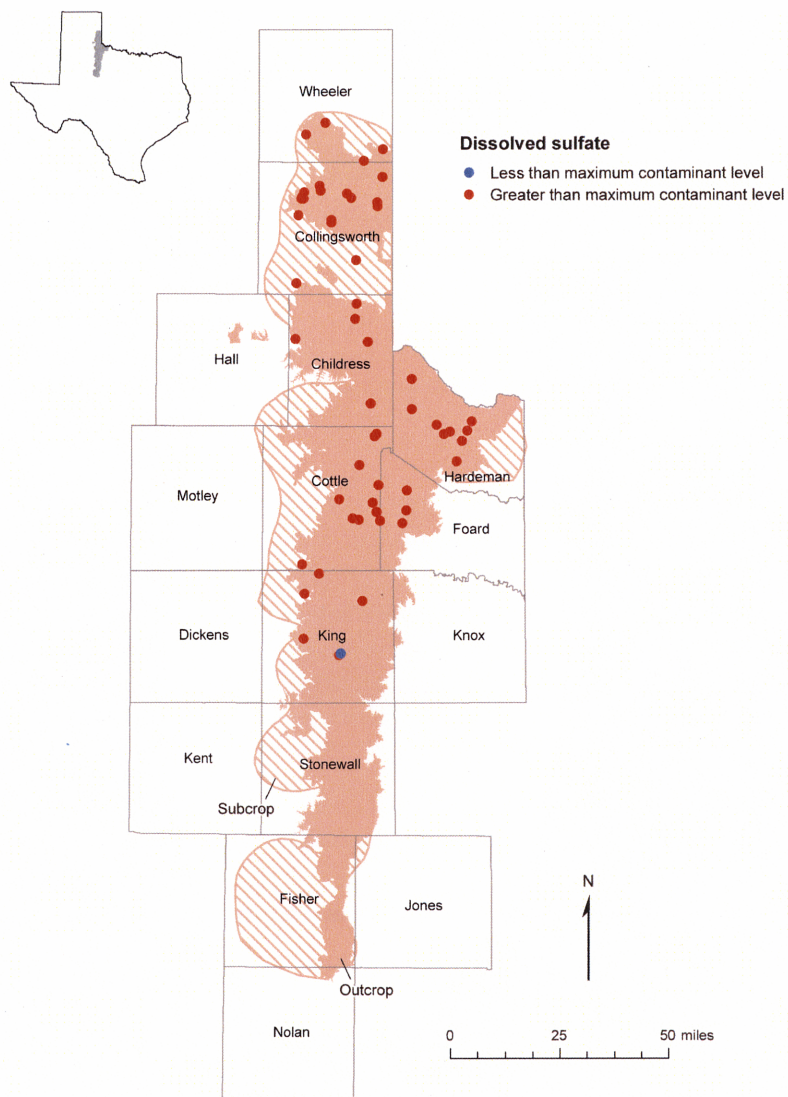 Wheeler
Dissolved sulfate
Less than maximum contaminant level
Greater than maximum contaminant level
Collingsworth
Hall
Childress
Motley
Cottle
Hardeman
Foard
Dickens
King
Knox
Kent
Stonewall
Subcrop
Fisher
Jones
N
Outcrop
Nolan
0 25 50 miles